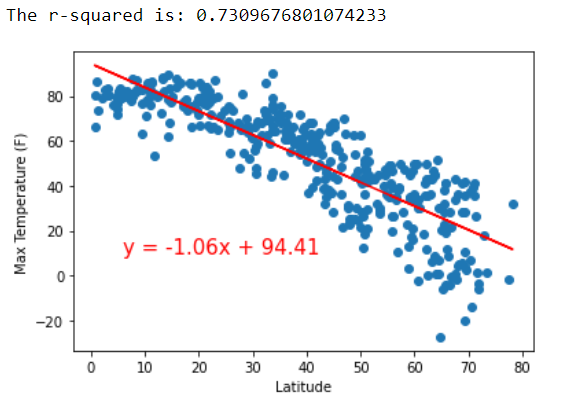 The r-squared is: 0.7309676801074233
80
60
40
20
0
−20
Max Temperature (F)
y = -1.06x + 94.41
0 10 20 30 40 50 60 70 80
Latitude